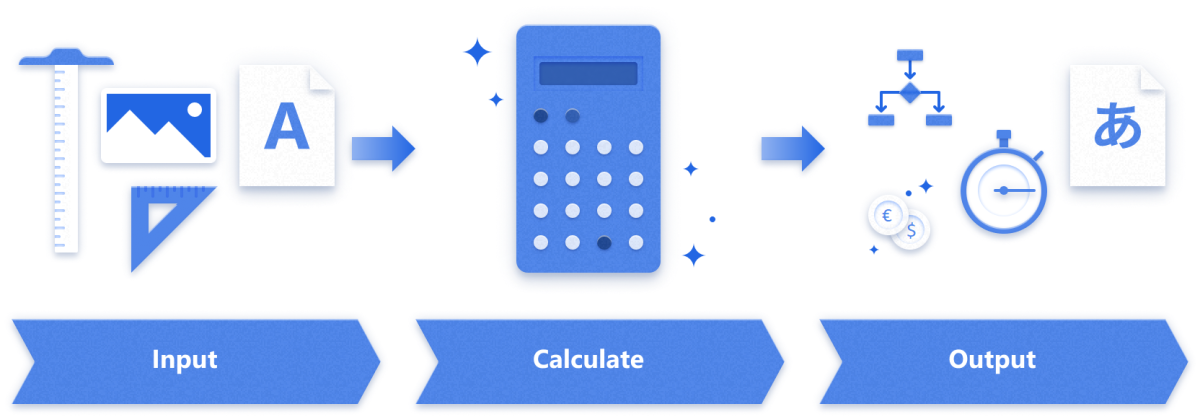 A
あ
€
$
Input
Calculate
Output